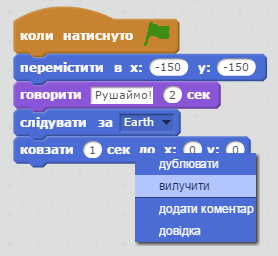 коли натиснуто
перемістити в х: -150 у: -150
говорити Рушаймо! 2 сек
слідувати за Earth
ковзати 1 сек до х: 0 у: 0
дублювати
вилучити
додати коментар
довідка